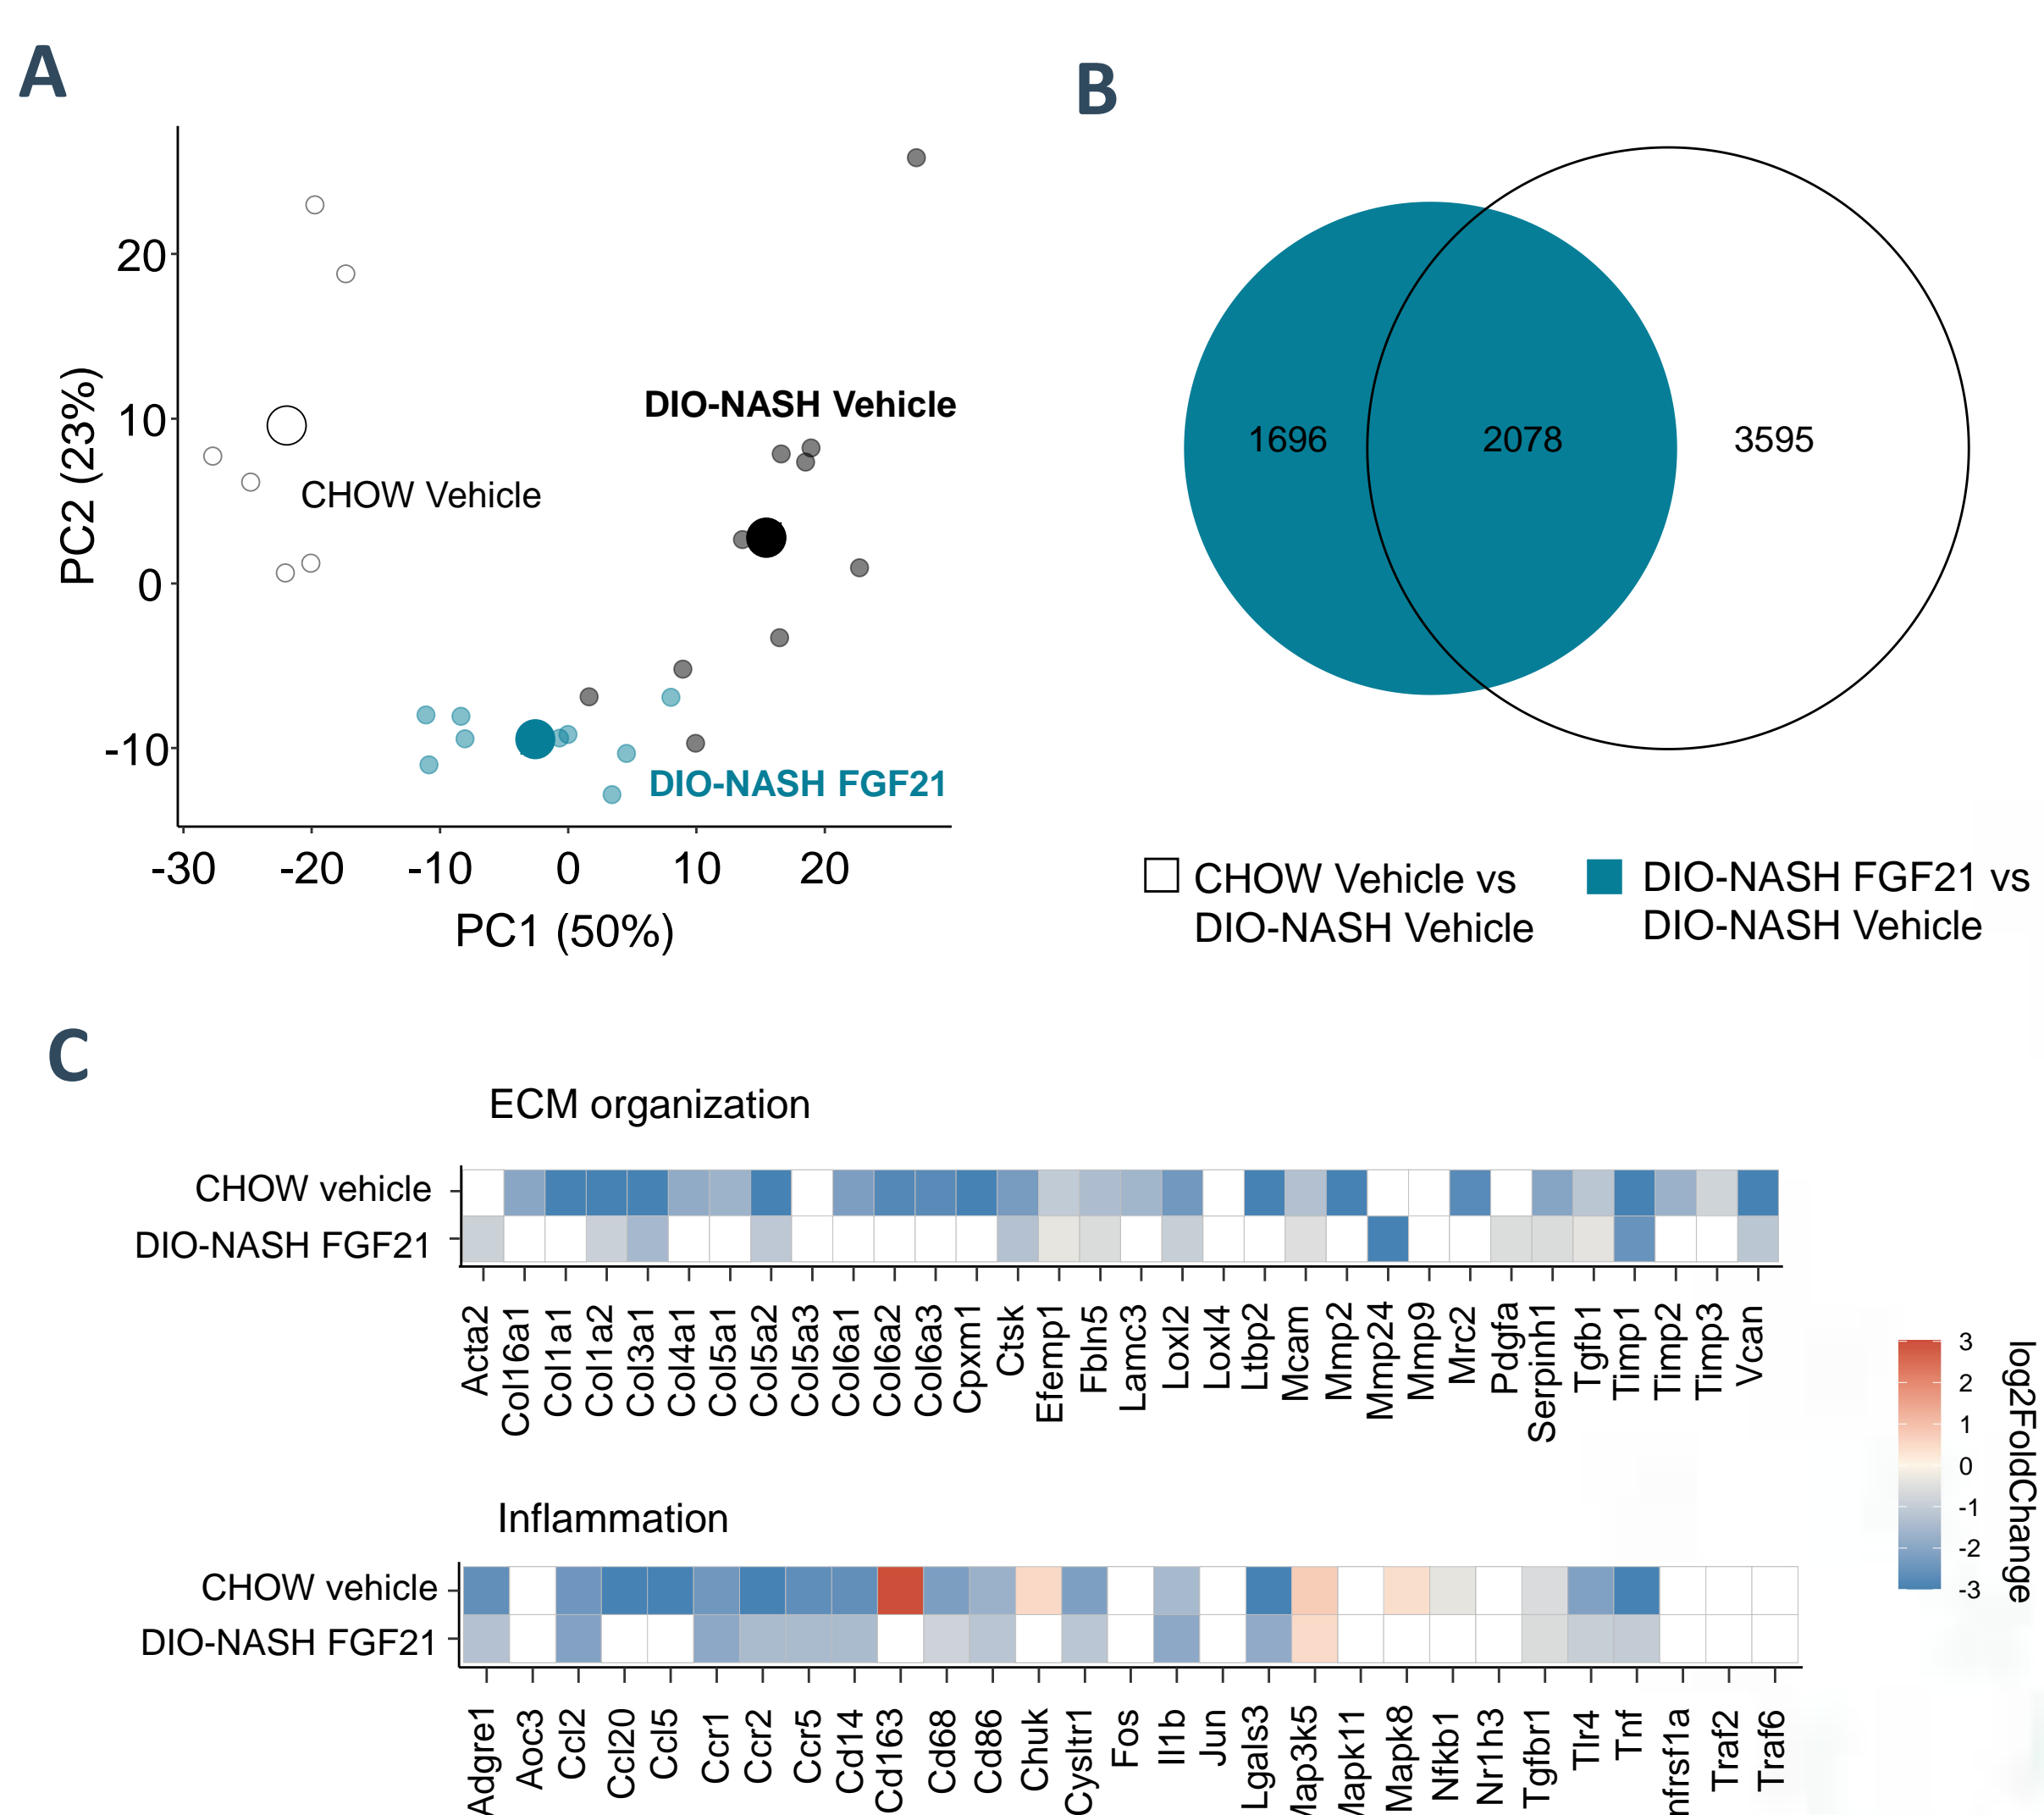 A
B
20
10
0
-10
PC2 (23%)
DIO-NASH Vehicle
CHOW Vehicle
DIO-NASH FGF21
-30 -20 -10 0 10 20
PC1 (50%)
1696 2078 3595
CHOW Vehicle vs
DIO-NASH Vehicle
DIO-NASH FGF21 vs
DIO-NASH Vehicle
C
ECM organization
CHOW vehicle
DIO-NASH FGF21
Acta2
Col16a1
Col1a1
Col1a2
Col3a1
Col4a1
Col5a1
Col5a2
Col5a3
Col6a1
Col6a2
Col6a3
Cpxm1
Ctsk
Efemp1
Fbln5
Lamc3
Loxl2
Loxl4
Ltbp2
Mcam
Mmp2
Mmp24
Mmp9
Mrc2
Pdgfa
Serpinh1
Tgfb1
Timp1
Timp2
Timp3
Vcan
3
2
1
0
-1
-2
-3
log2FoldChange
Inflammation
CHOW vehicle
DIO-NASH FGF21
Adgre1
Aoc3
Ccl2
Ccl20
Ccl5
Ccr1
Ccr2
Ccr5
Cd14
Cd163
Cd68
Cd86
Chuk
Cysltr1
Fos
Il1b
Jun
Lgals3
Map3k5
Mapk11
Mapk8
Nfkb1
Nr1h3
Tgfbr1
Tlr4
Tnf
nfrsf1a
Traf2
Traf6